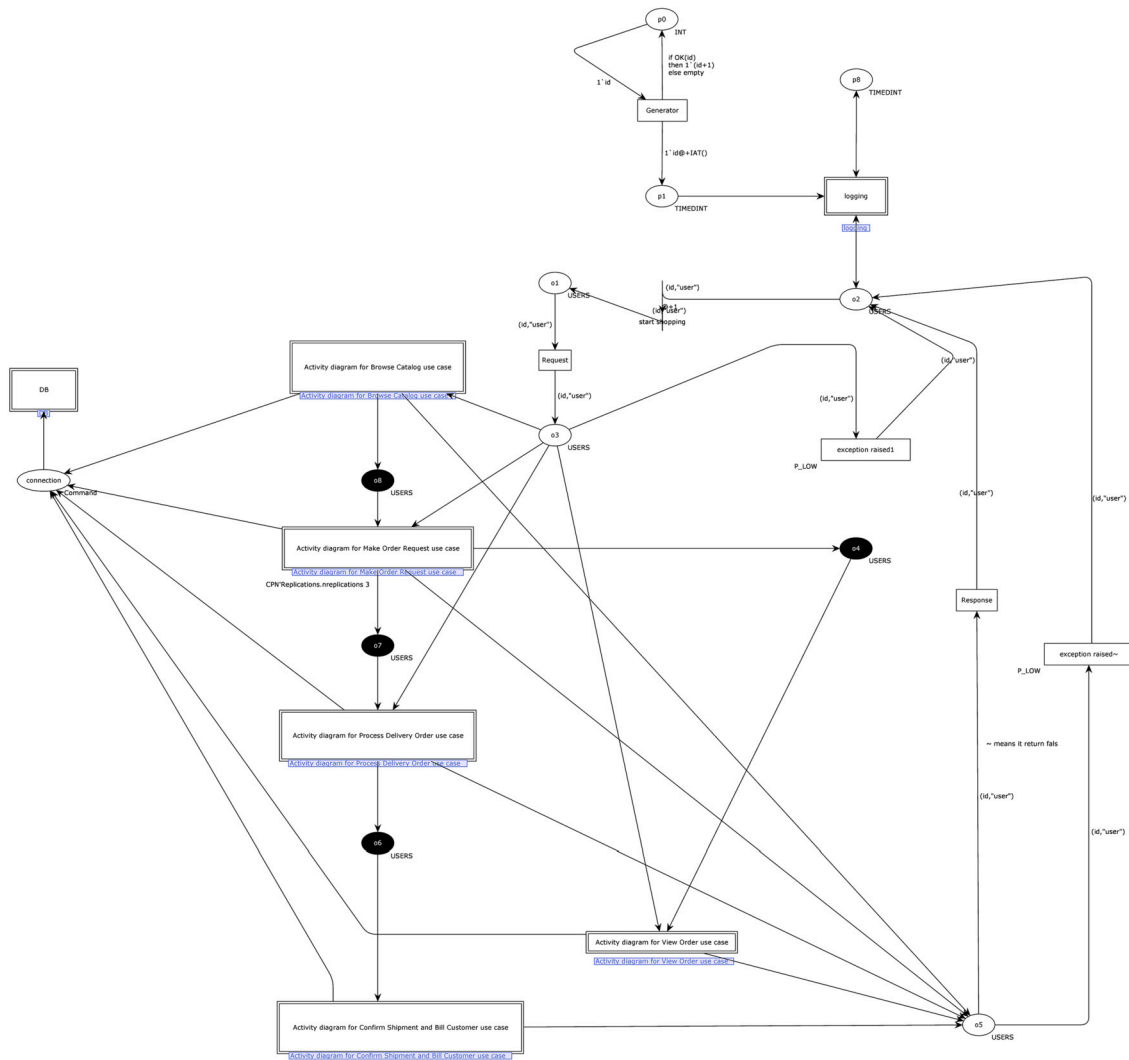 p0
INT
if OK(id)
then 1`(id+1)
else empty
1`id
p8
TIMEDINT
Generator
1`id@+IAT()
p1
TIMEDINT
logging
logging
o1
USERS
(id,"user")
o2
USERS
@+1
(id,"user")
start shopping
(id,"user")
Request
(id,"user")
(id,"user")
Activity diagram for Browse Catalog use case
Activity diagram for Browse Catalog use case
DB
(id,"user")
o3
USERS
exception raised1
P_LOW
connection
Command
o8
USERS
(id,"user")
(id,"user")
Activity diagram for Make Order Request use case
Activity diagram for Make Order Request use case
o4
USERS
CPN'Replications.nreplications 3
Response
o7
USERS
exception raised~
P_LOW
Activity diagram for Process Delivery Order use case
Activity diagram for Process Delivery Order use case
~ means it return fals
(id,"user")
o6
USERS
(id,"user")
Activity diagram for View Order use case
Activity diagram for View Order use case
Activity diagram for Confirm Shipment and Bill Customer use case
Activity diagram for Confirm Shipment and Bill Customer use case
o5
USERS